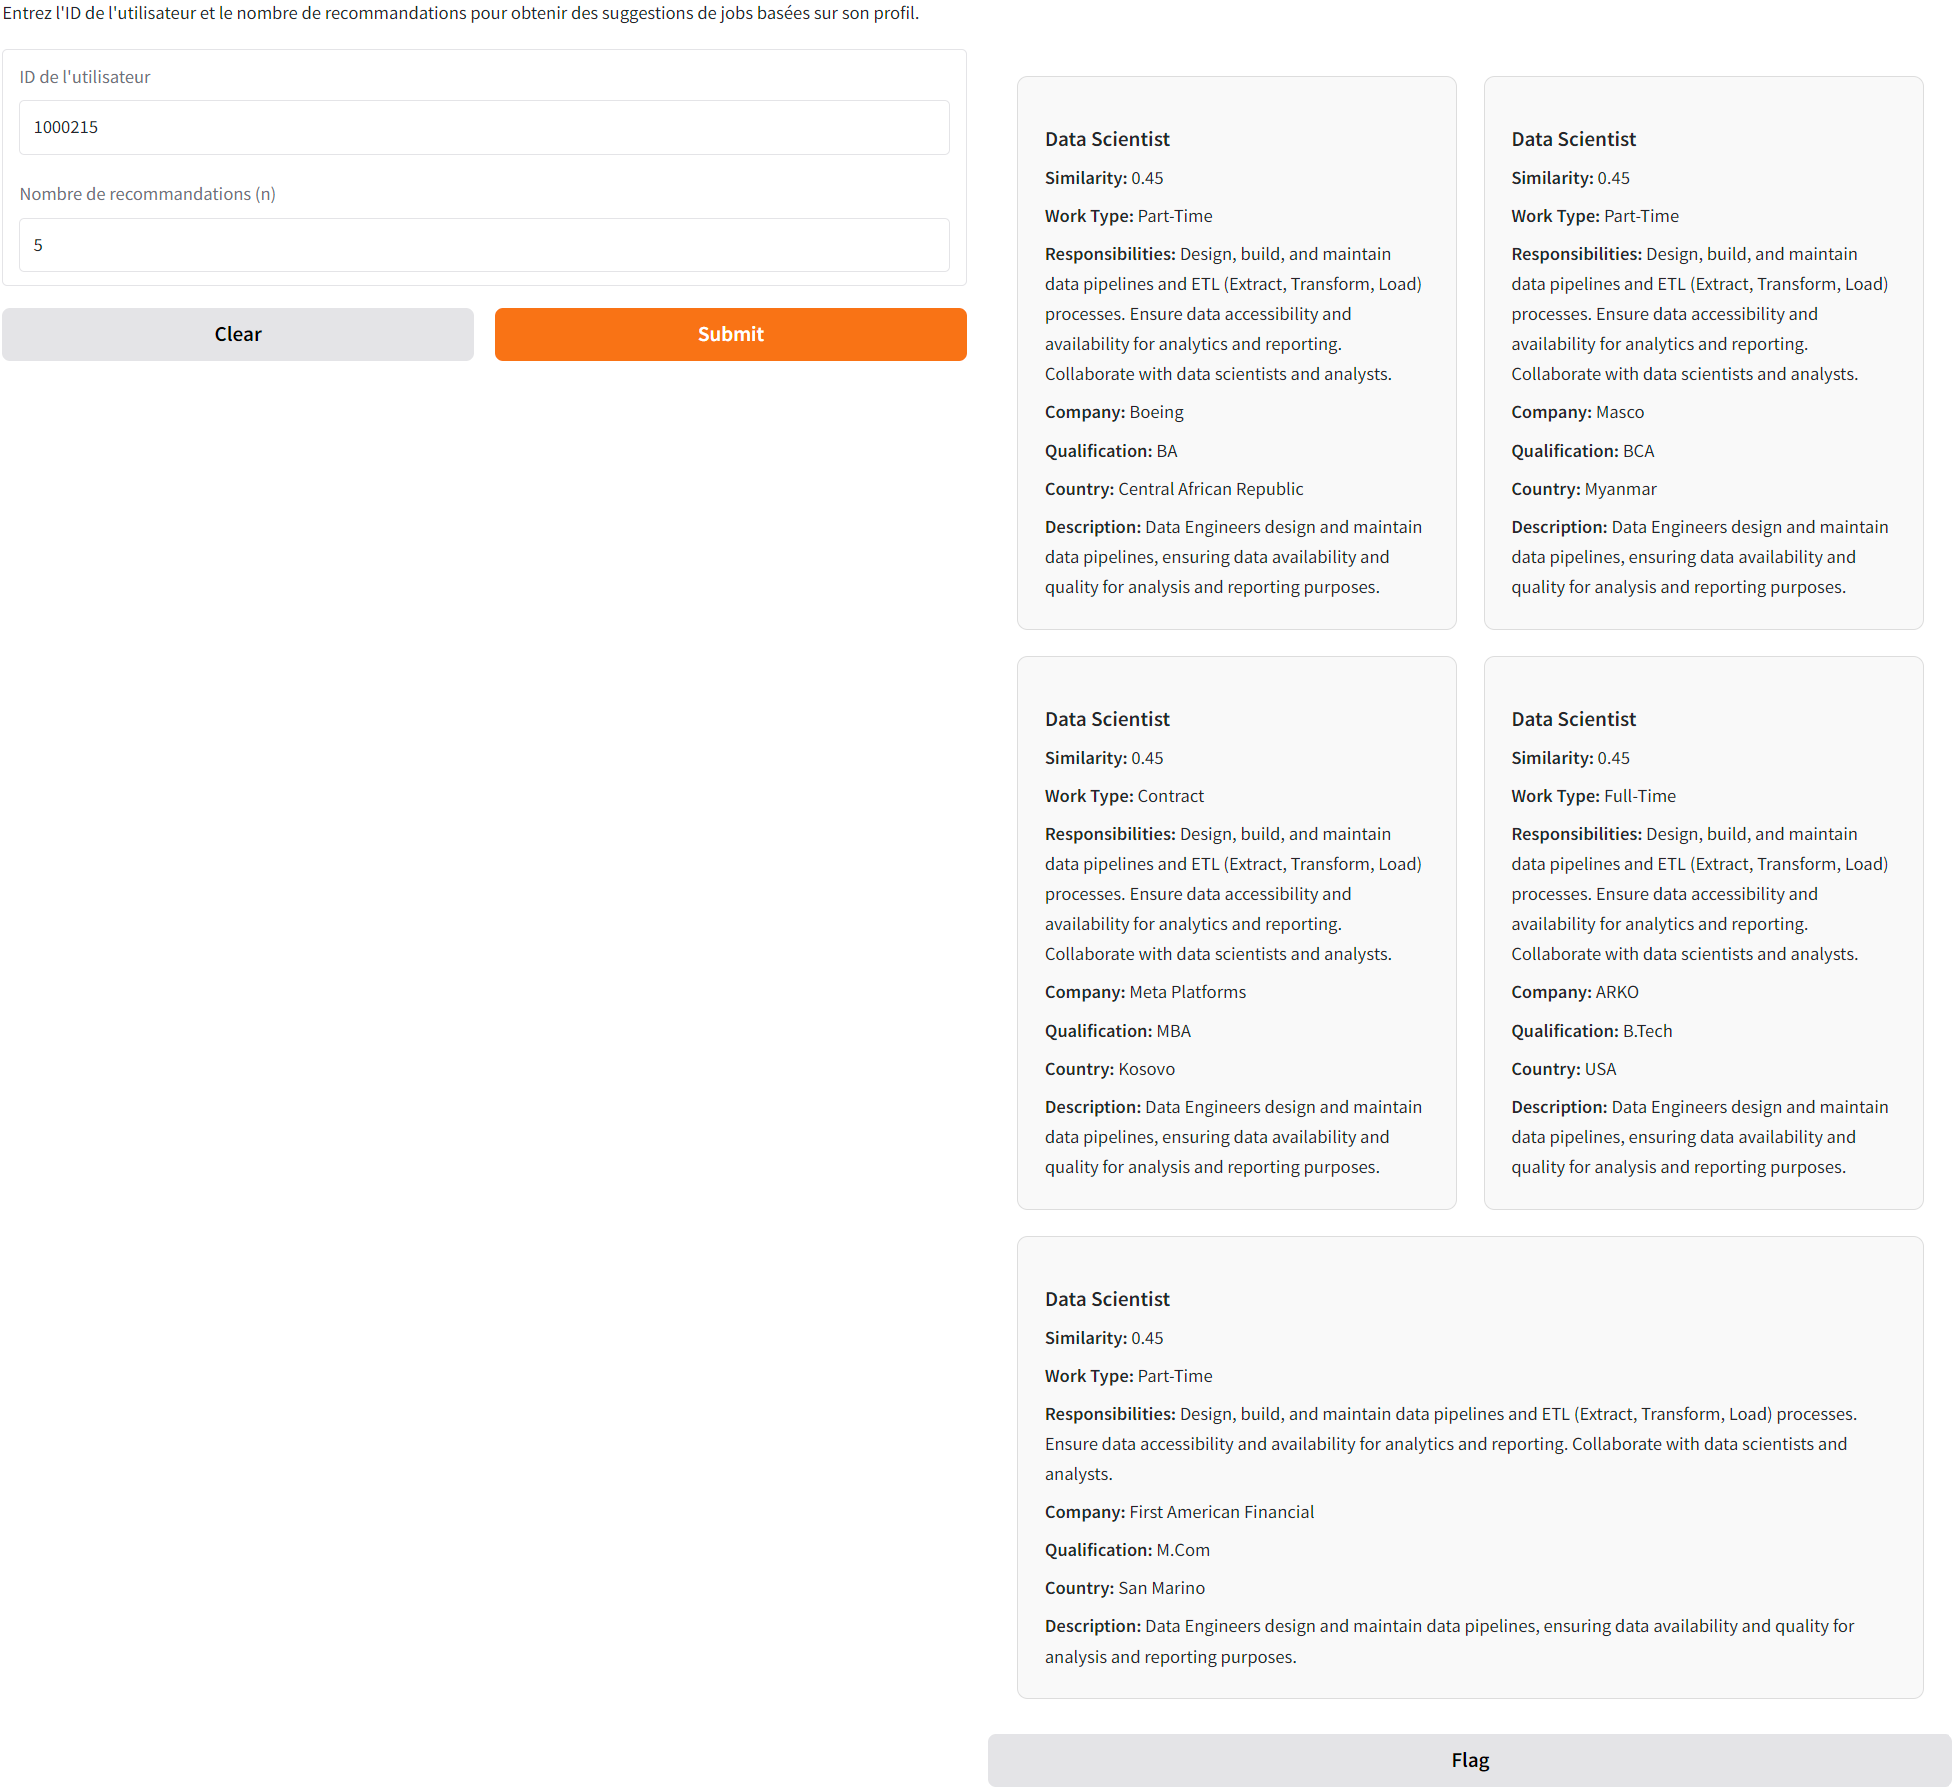 Entrez l'ID de l'utilisateur et le nombre de recommandations pour obtenir des suggestions de jobs basées sur son profil.
ID de l'utilisateur
1000215
Nombre de recommandations (n)
5
Clear
Submit
Data Scientist
Similarity: 0.45
Work Type: Part-Time
Responsibilities: Design, build, and maintain
data pipelines and ETL (Extract, Transform, Load)
processes. Ensure data accessibility and
availability for analytics and reporting.
Collaborate with data scientists and analysts.
Company: Boeing
Qualification: BA
Country: Central African Republic
Description: Data Engineers design and maintain
data pipelines, ensuring data availability and
quality for analysis and reporting purposes.
Data Scientist
Similarity: 0.45
Work Type: Part-Time
Responsibilities: Design, build, and maintain
data pipelines and ETL (Extract, Transform, Load)
processes. Ensure data accessibility and
availability for analytics and reporting.
Collaborate with data scientists and analysts.
Company: Masco
Qualification: BCA
Country: Myanmar
Description: Data Engineers design and maintain
data pipelines, ensuring data availability and
quality for analysis and reporting purposes.
Data Scientist
Similarity: 0.45
Work Type: Contract
Responsibilities: Design, build, and maintain
data pipelines and ETL (Extract, Transform, Load)
processes. Ensure data accessibility and
availability for analytics and reporting.
Collaborate with data scientists and analysts.
Company: Meta Platforms
Qualification: MBA
Country: Kosovo
Description: Data Engineers design and maintain
data pipelines, ensuring data availability and
quality for analysis and reporting purposes.
Data Scientist
Similarity: 0.45
Work Type: Full-Time
Responsibilities: Design, build, and maintain
data pipelines and ETL (Extract, Transform, Load)
processes. Ensure data accessibility and
availability for analytics and reporting.
Collaborate with data scientists and analysts.
Company: ARKO
Qualification: B.Tech
Country: USA
Description: Data Engineers design and maintain
data pipelines, ensuring data availability and
quality for analysis and reporting purposes.
Data Scientist
Similarity: 0.45
Work Type: Part-Time
Responsibilities: Design, build, and maintain data pipelines and ETL (Extract, Transform, Load) processes.
Ensure data accessibility and availability for analytics and reporting. Collaborate with data scientists and
analysts.
Company: First American Financial
Qualification: M.Com
Country: San Marino
Description: Data Engineers design and maintain data pipelines, ensuring data availability and quality for
analysis and reporting purposes.
Flag